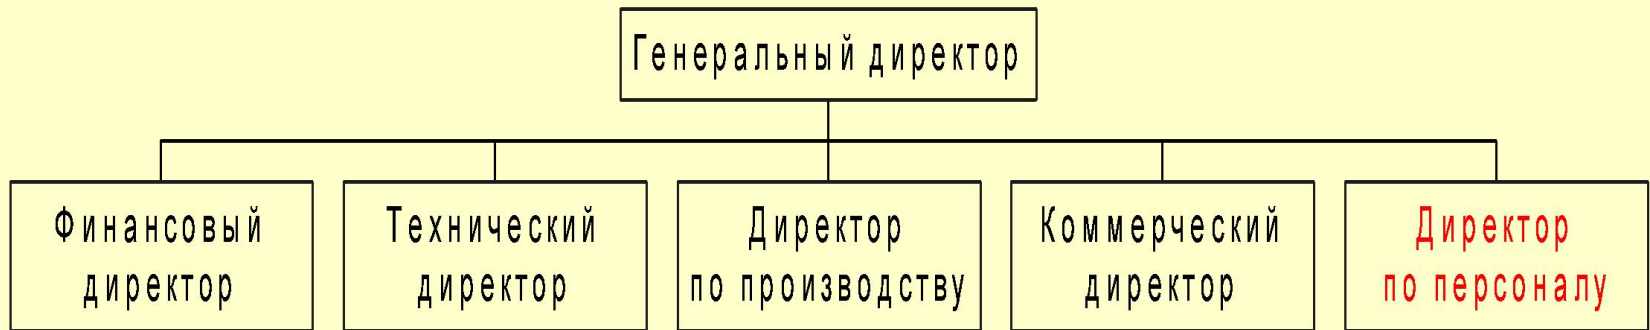 Генеральный директор
Финансовый
директор
Технический
директор
Директор
по производству
Коммерческий
директор
Директор
по персоналу